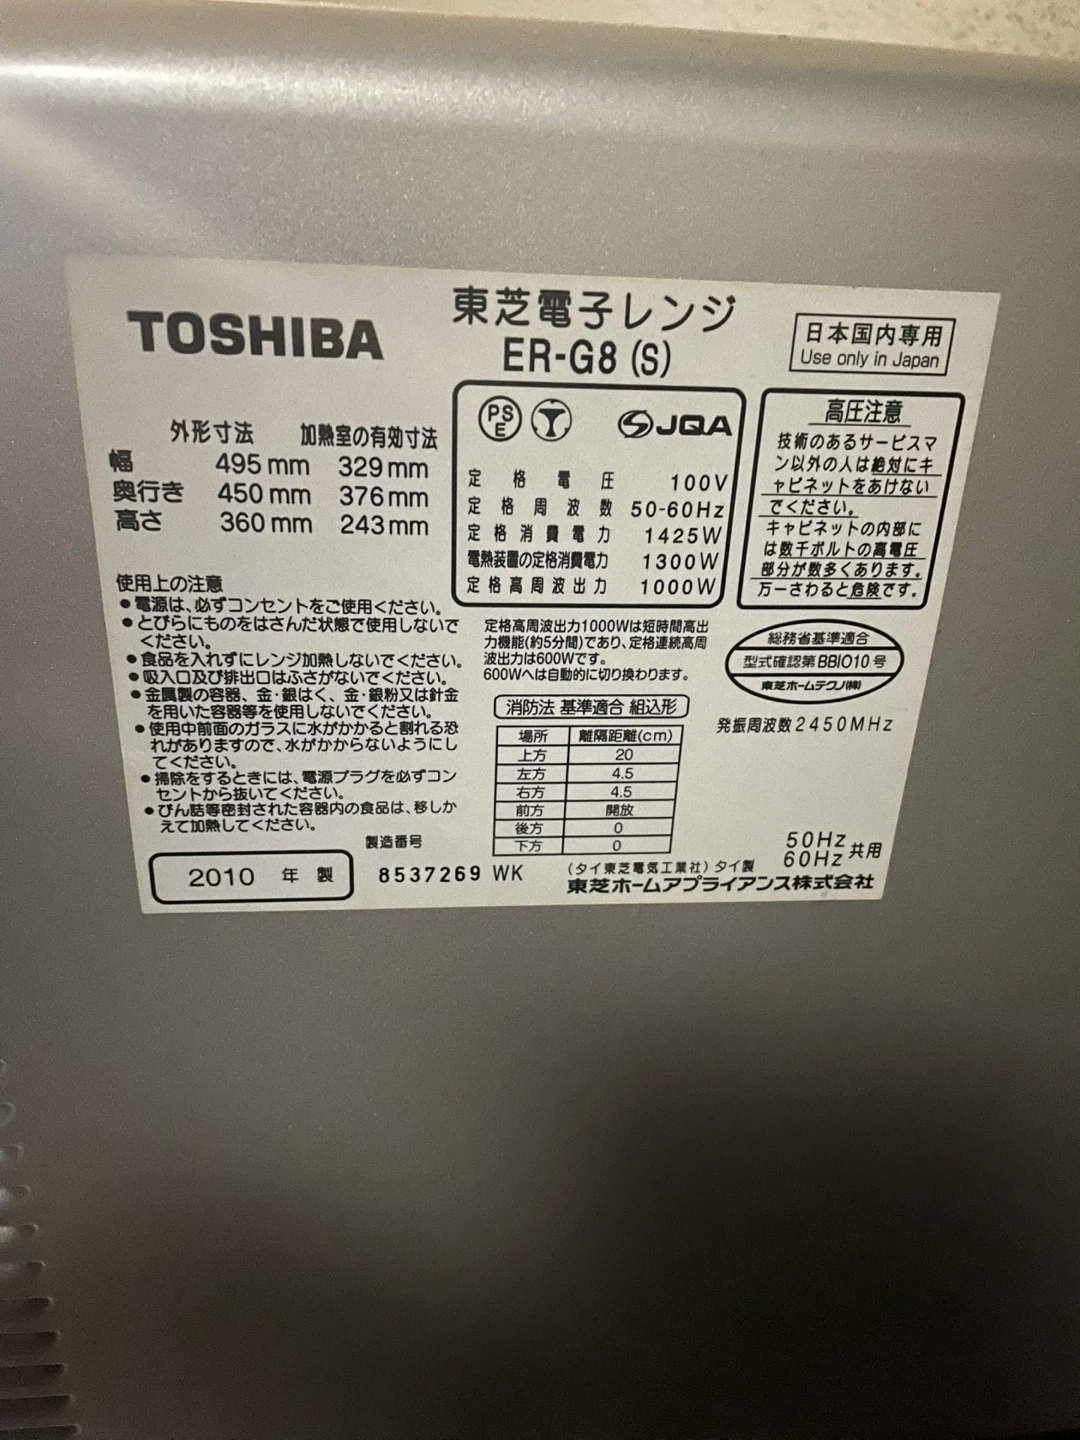 TOSHIBA
東芝電子レンジ
ER-G8 (S)
日本国内専用
Use only in Japan
外形寸法 加熱室の有効寸法
幅 495mm 329mm
奥行き 450mm 376mm
高さ 360mm 243mm
PS
E
JQA
定格電圧 100V
定格周波数 50-60Hz
定格消費電力 1425W
電熱装置の定格消費電力 1300W
定格高周波出力 1000W
高圧注意
技術のあるサービスマ
ン以外の人は絶対にキ
ャビネットをあけない
でください。
キャビネットの内部に
は数千ボルトの高電圧
部分が数多くあります。
万一さわると危険です。
使用上の注意
●電源は、必ずコンセントをご使用ください。
●とびらにものをはさんだ状態で使用しないで
ください。
●食品を入れずにレンジ加熱しないでください。
●吸入口及び排出口はふさがないでください。
●金属製の容器、金・銀はく、金・銀粉又は針金
を用いた容器等を使用しないでください。
●使用中前面のガラスに水がかかると割れる恐
れがありますので、水がかからないようにし
てください。
●掃除をするときには、電源プラグを必ずコン
セントから抜いてください。
●びん詰等密封された容器内の食品は、移しか
えて加熱してください。
定格高周波出力1000Wは短時間高出
力機能(約5分間)であり、定格連続高周
波出力は600Wです。
600Wへは自動的に切り換わります。
消防法 基準適合 組込形
場所 離隔距離(cm)
上方 20
左方 4.5
右方 4.5
前方 開放
後方 0
下方 0
総務省基準適合
型式確認第BBIO10号
東芝ホームテクノ(株)
発振周波数2450MHz
50Hz
60Hz 共用
製造番号
2010 年 製
8537269 WK
(タイ東芝電気工業社)タイ製
東芝ホームアプライアンス株式会社